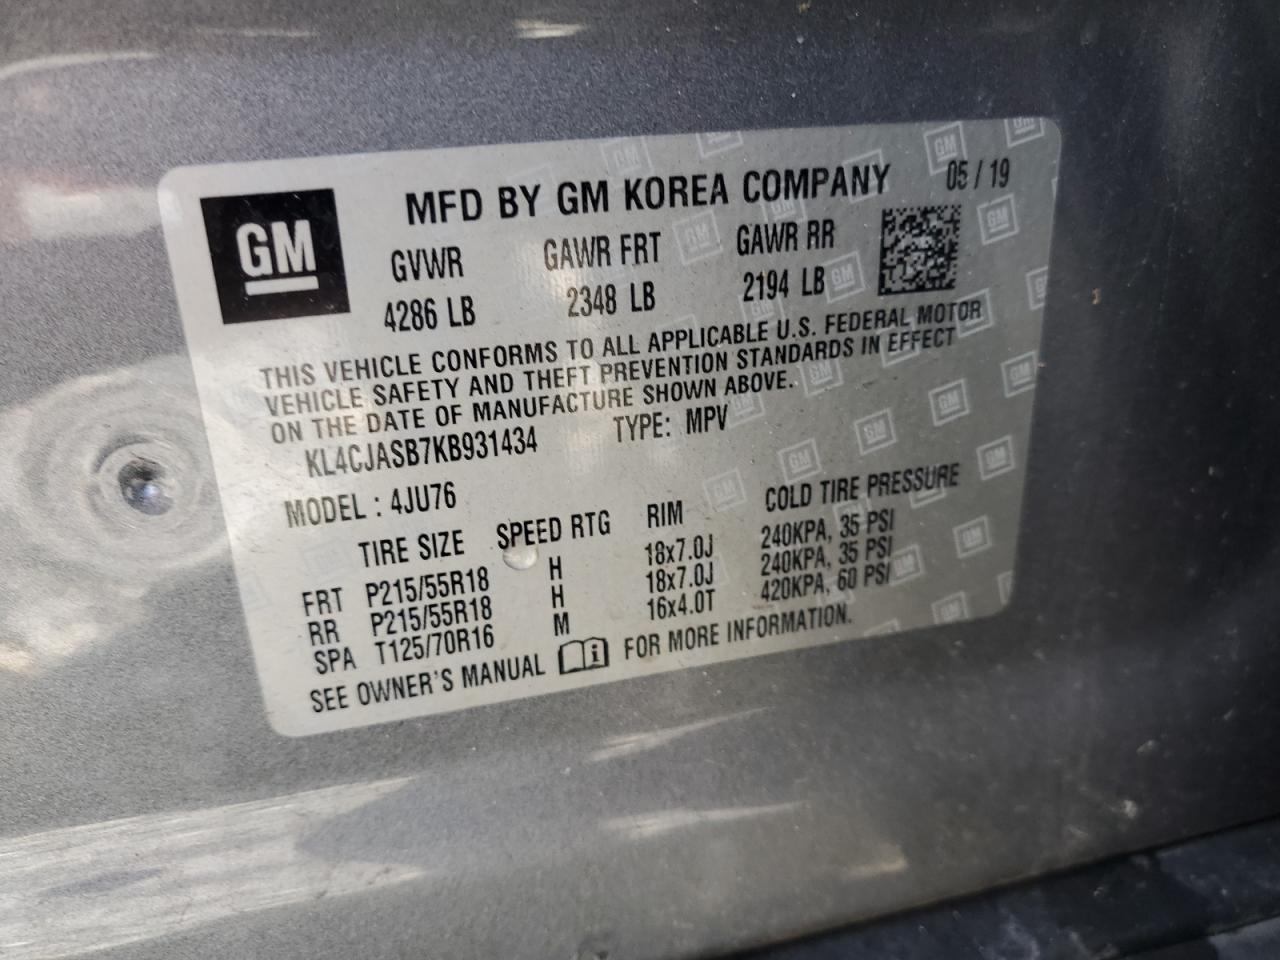 GM
MFD BY GM KOREA COMPANY 05 / 19
GVWR GAWR FRT GAWR RR
4286 LB 2348 LB 2194 LB
THIS VEHICLE CONFORMS TO ALL APPLICABLE U.S. FEDERAL MOTOR
VEHICLE SAFETY AND THEFT PREVENTION STANDARDS IN EFFECT
ON THE DATE OF MANUFACTURE SHOWN ABOVE.
KL4CJASB7KB931434 TYPE: MPV
MODEL : 4JU76
TIRE SIZE SPEED RTG RIM COLD TIRE PRESSURE
FRT P215/55R18 H 18x7.0J 240KPA, 35 PSI
RR P215/55R18 H 18x7.0J 240KPA, 35 PSI
SPA T125/70R16 M 16x4.0T 420KPA, 60 PSI
SEE OWNER'S MANUAL i FOR MORE INFORMATION.